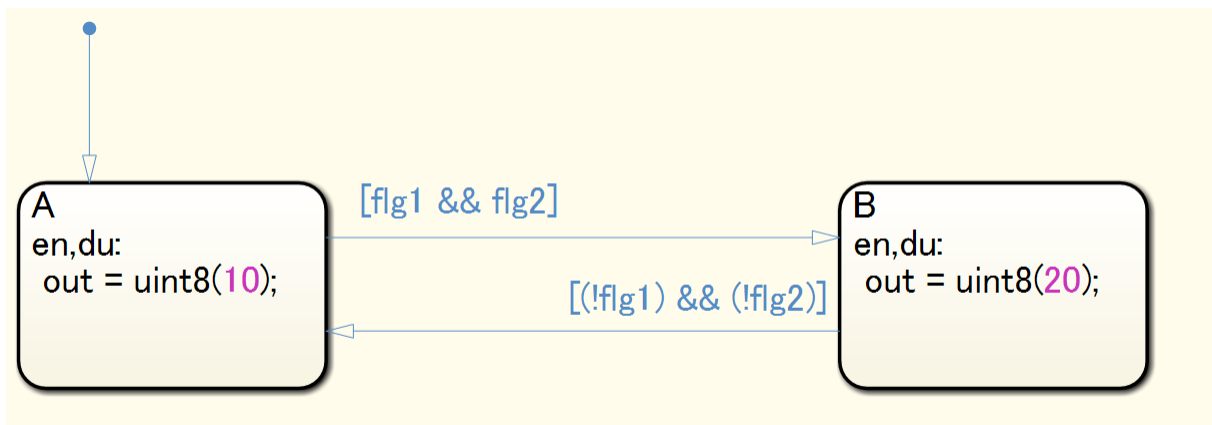 A
en,du:
out = uint8(10);
[flg1 && flg2]
[(!flg1) && (!flg2)]
B
en,du:
out = uint8(20);